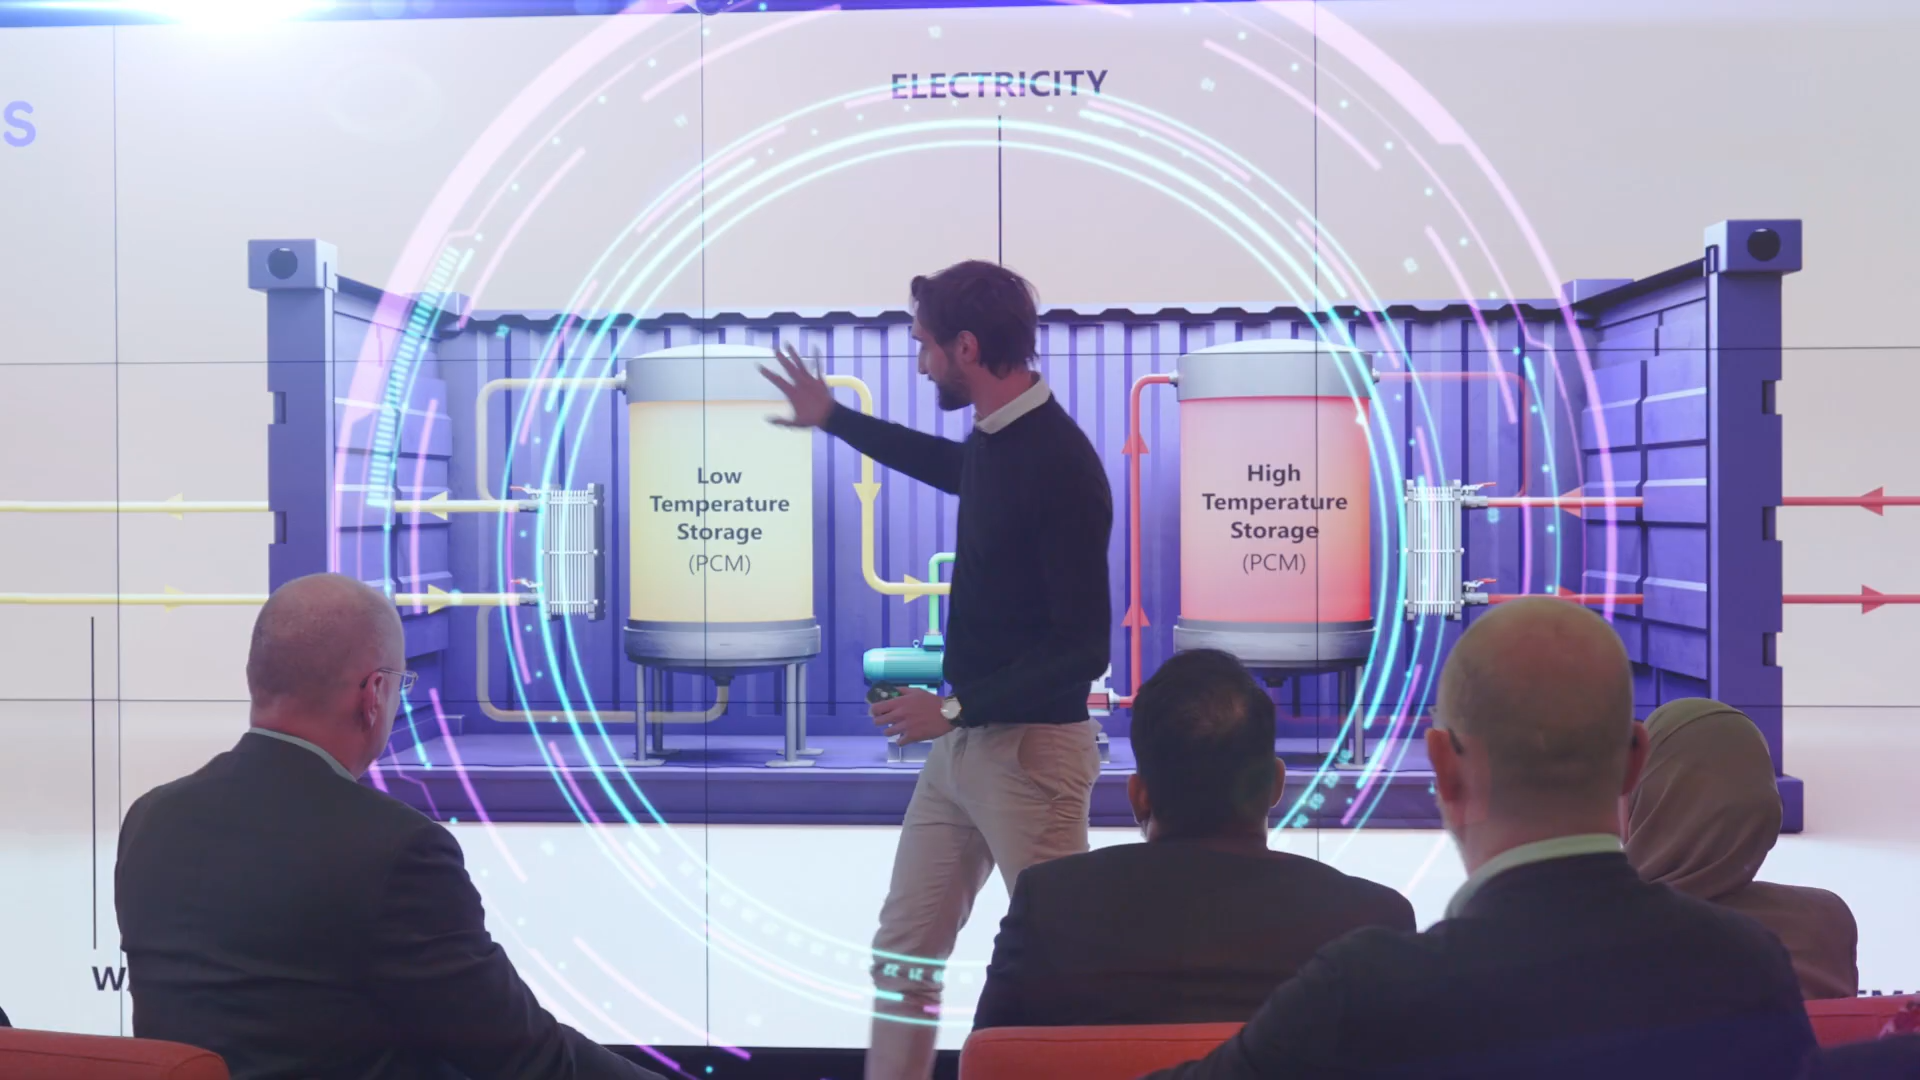 S
ELECTRICITY
Low
Temperature
Storage
(PCM)
High
Temperature
Storage
(PCM)